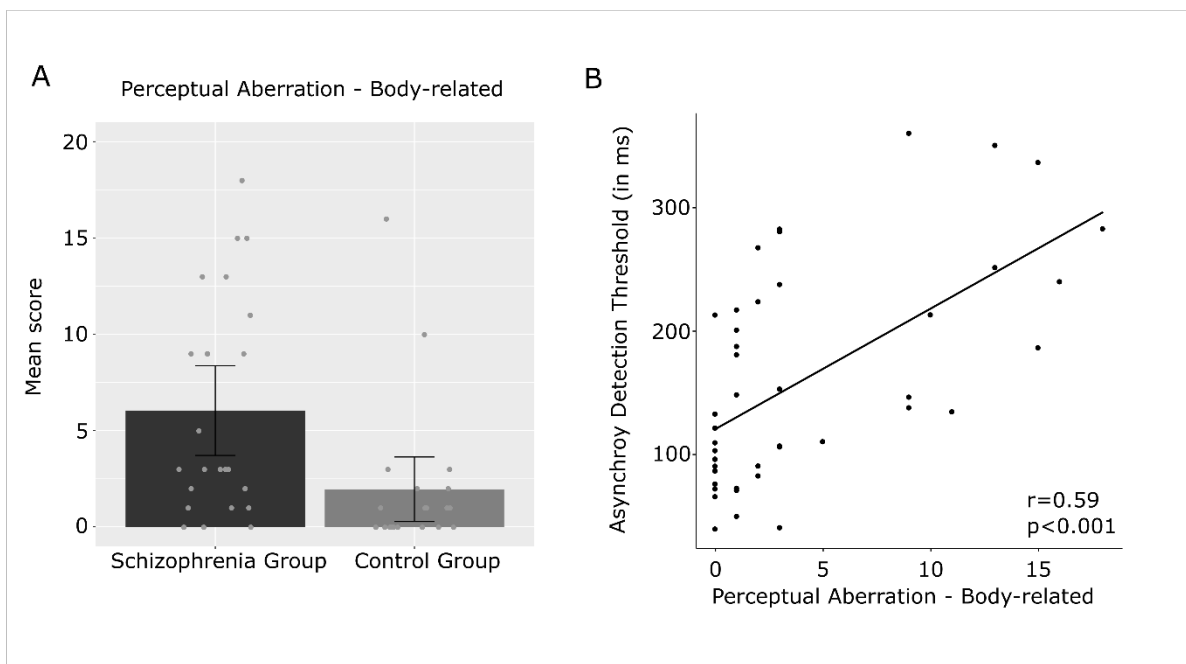 A
Perceptual Aberration - Body-related
Mean score
20
15
10
5
0
Schizophrenia Group
Control Group
B
Asynchroy Detection Threshold (in ms)
300
200
100
r=0.59
p<0.001
0
5
10
15
Perceptual Aberration - Body-related